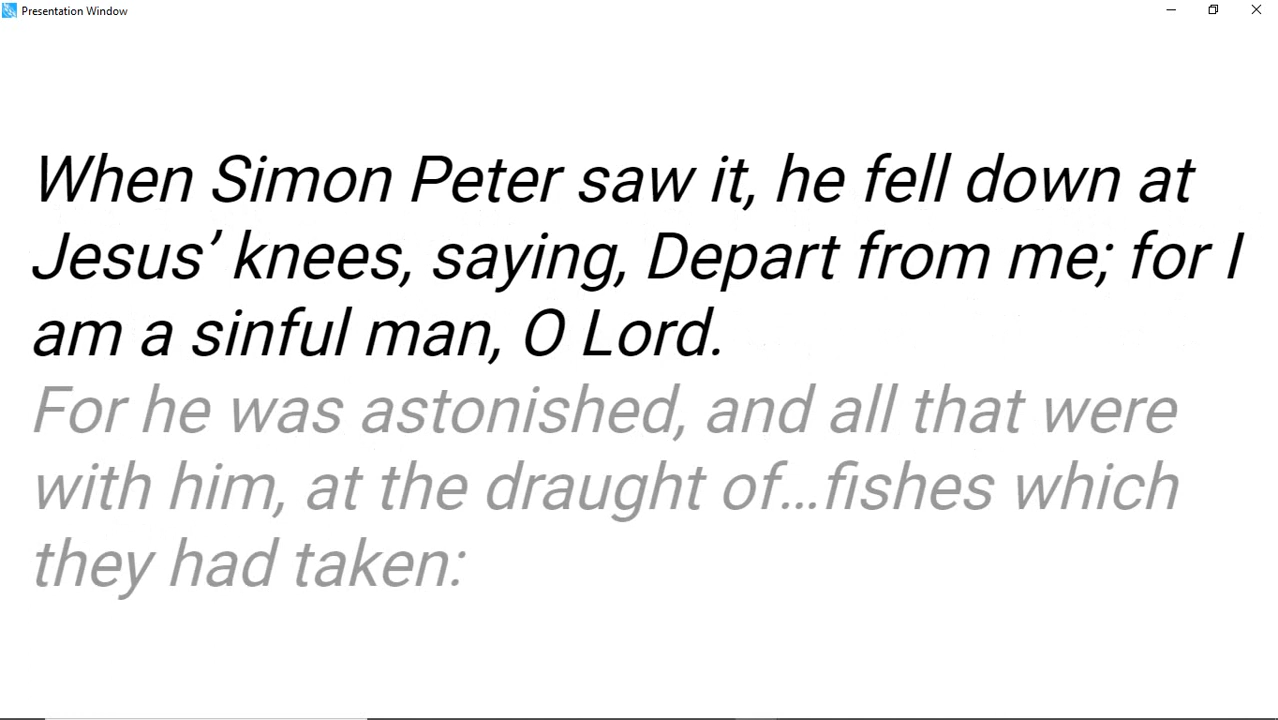 Presentation Window
When Simon Peter saw it, he fell down at
Jesus’ knees, saying, Depart from me; for I
am a sinful man, O Lord.
For he was astonished, and all that were
with him, at the draught of…fishes which
they had taken: